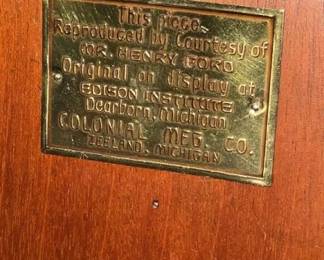 This piece
Reproduced by Courtesy of
MR. HENRY FORD
Original on display at
EDISON INSTITUTE
Dearborn, Michigan
COLONIAL MFG. CO.
ZEELAND, MICHIGAN